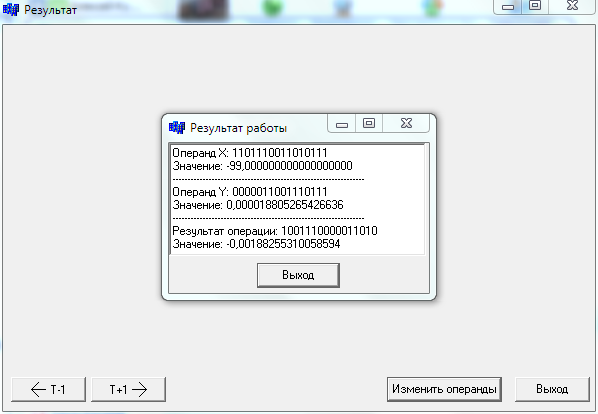 Результат
Результат работы
Операнд X: 1101110011010111
Значение: -99,000000000000000000
----------------------------------------------------------------
Операнд Y: 0000011001110111
Значение: 0,000018805265426636
----------------------------------------------------------------
Результат операции: 1001110000011010
Значение: -0,00188255310058594
Выход
T-1
T+1
Изменить операнды
Выход